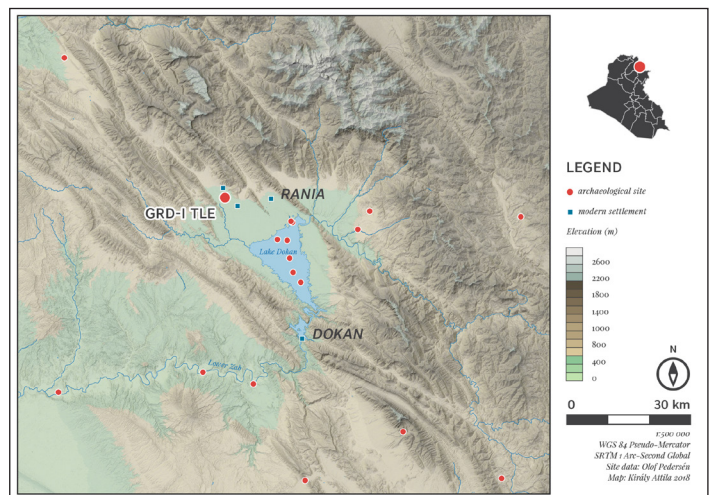 RANIA
GRD-I TLE
Lake Dokan
DOKAN
Lower Zab
LEGEND
archaeological site
modern settlement
Elevation (m)
2600
2200
1800
1400
1000
800
600
400
0
N
0 30 km
1:500 000
WGS 84 Pseudo-Mercator
SRTM 1 Arc-Second Global
Site data: Olof Pedersén
Map: Király Attila 2018